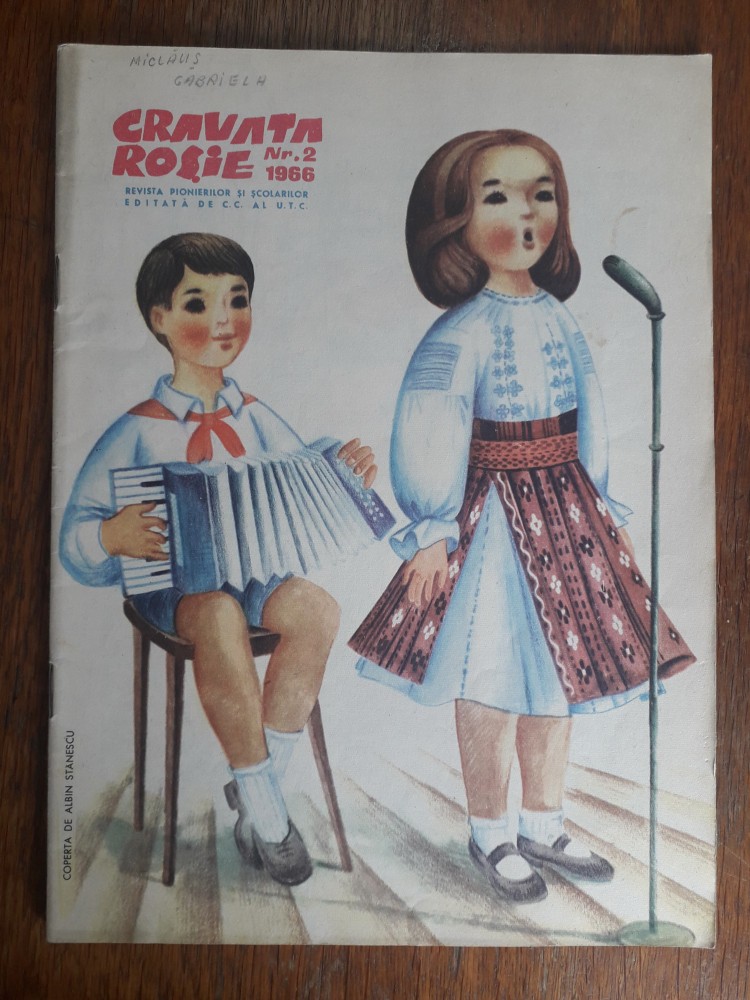 MICLĂUȘ
GABRIELA
CRAVATA
ROȘIE Nr. 2
1966
REVISTA PIONIERILOR ȘI ȘCOLARILOR
EDITATĂ DE C.C. AL U.T.C.
COPERTA DE ALBIN STĂNESCU